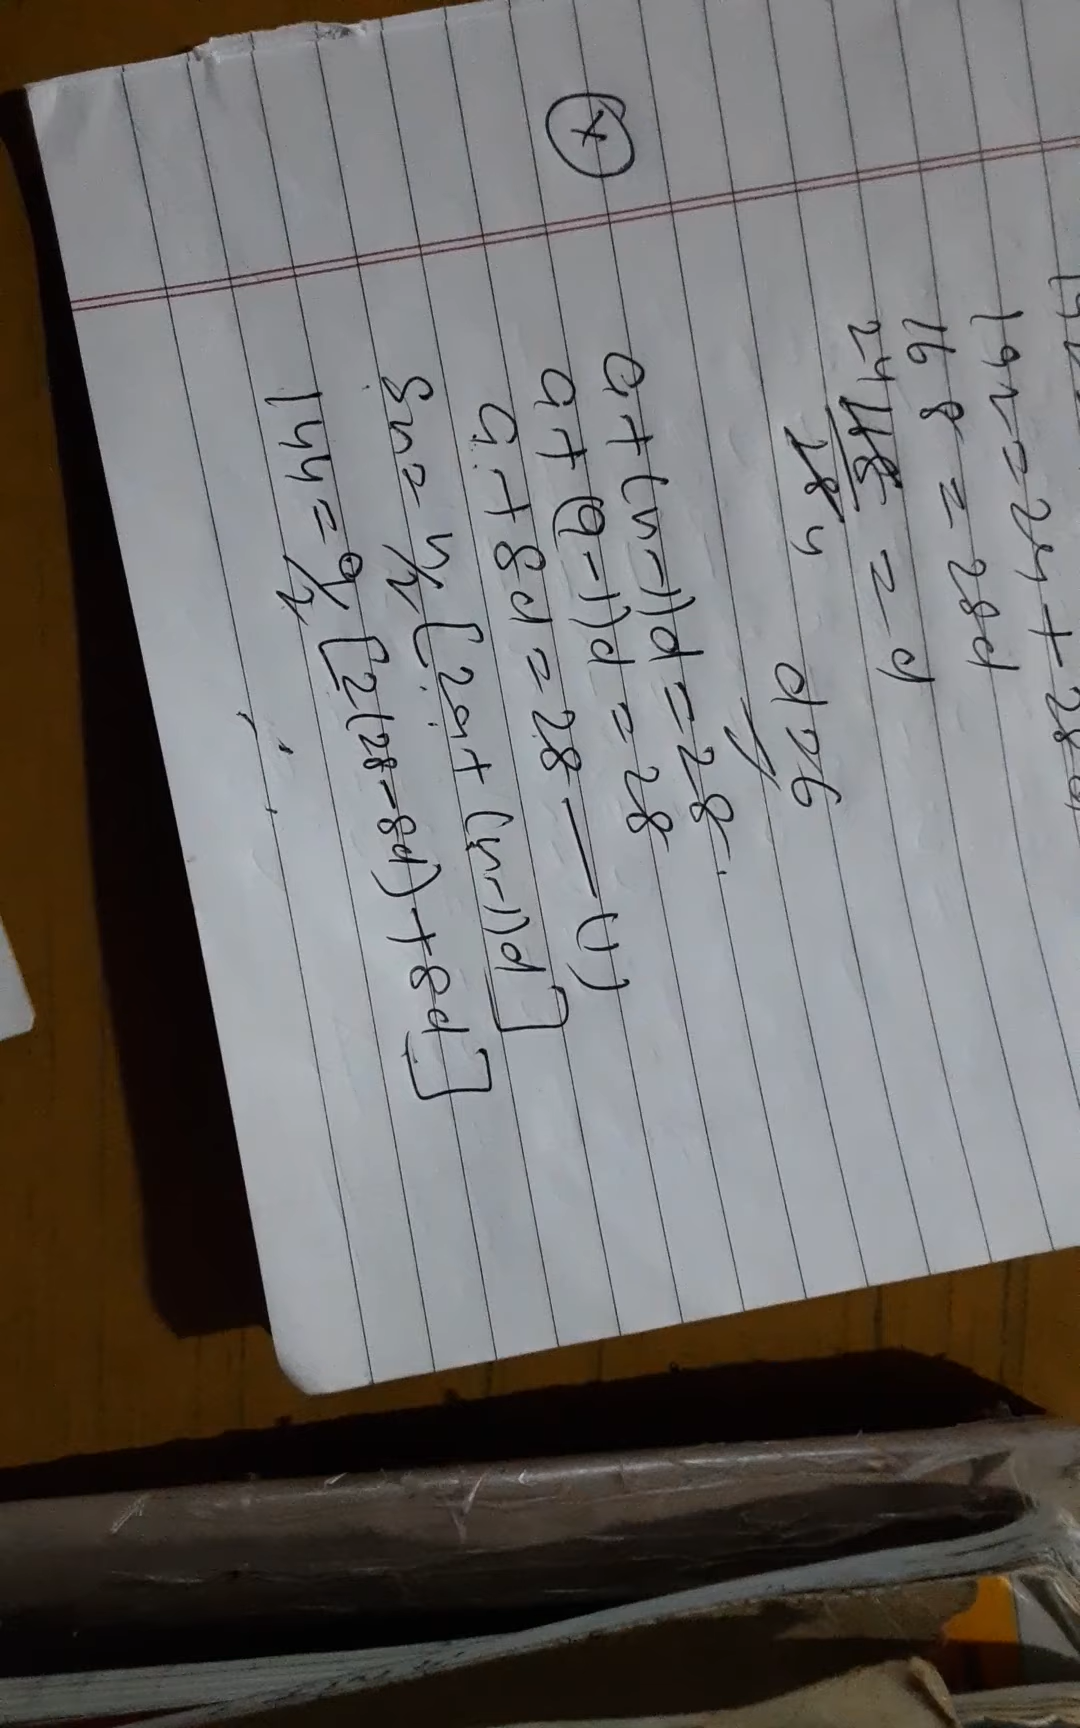 192 = 24 + 28d
168 = 28d
168/28 = d
d = 6
(x)
a + (n-1)d = 28.
a + (9-1)d = 28
a + 8d = 28 — (1)
Sn = n/2 [2a + (n-1)d]
144 = 9/2 [2(28-8d) + 8d]